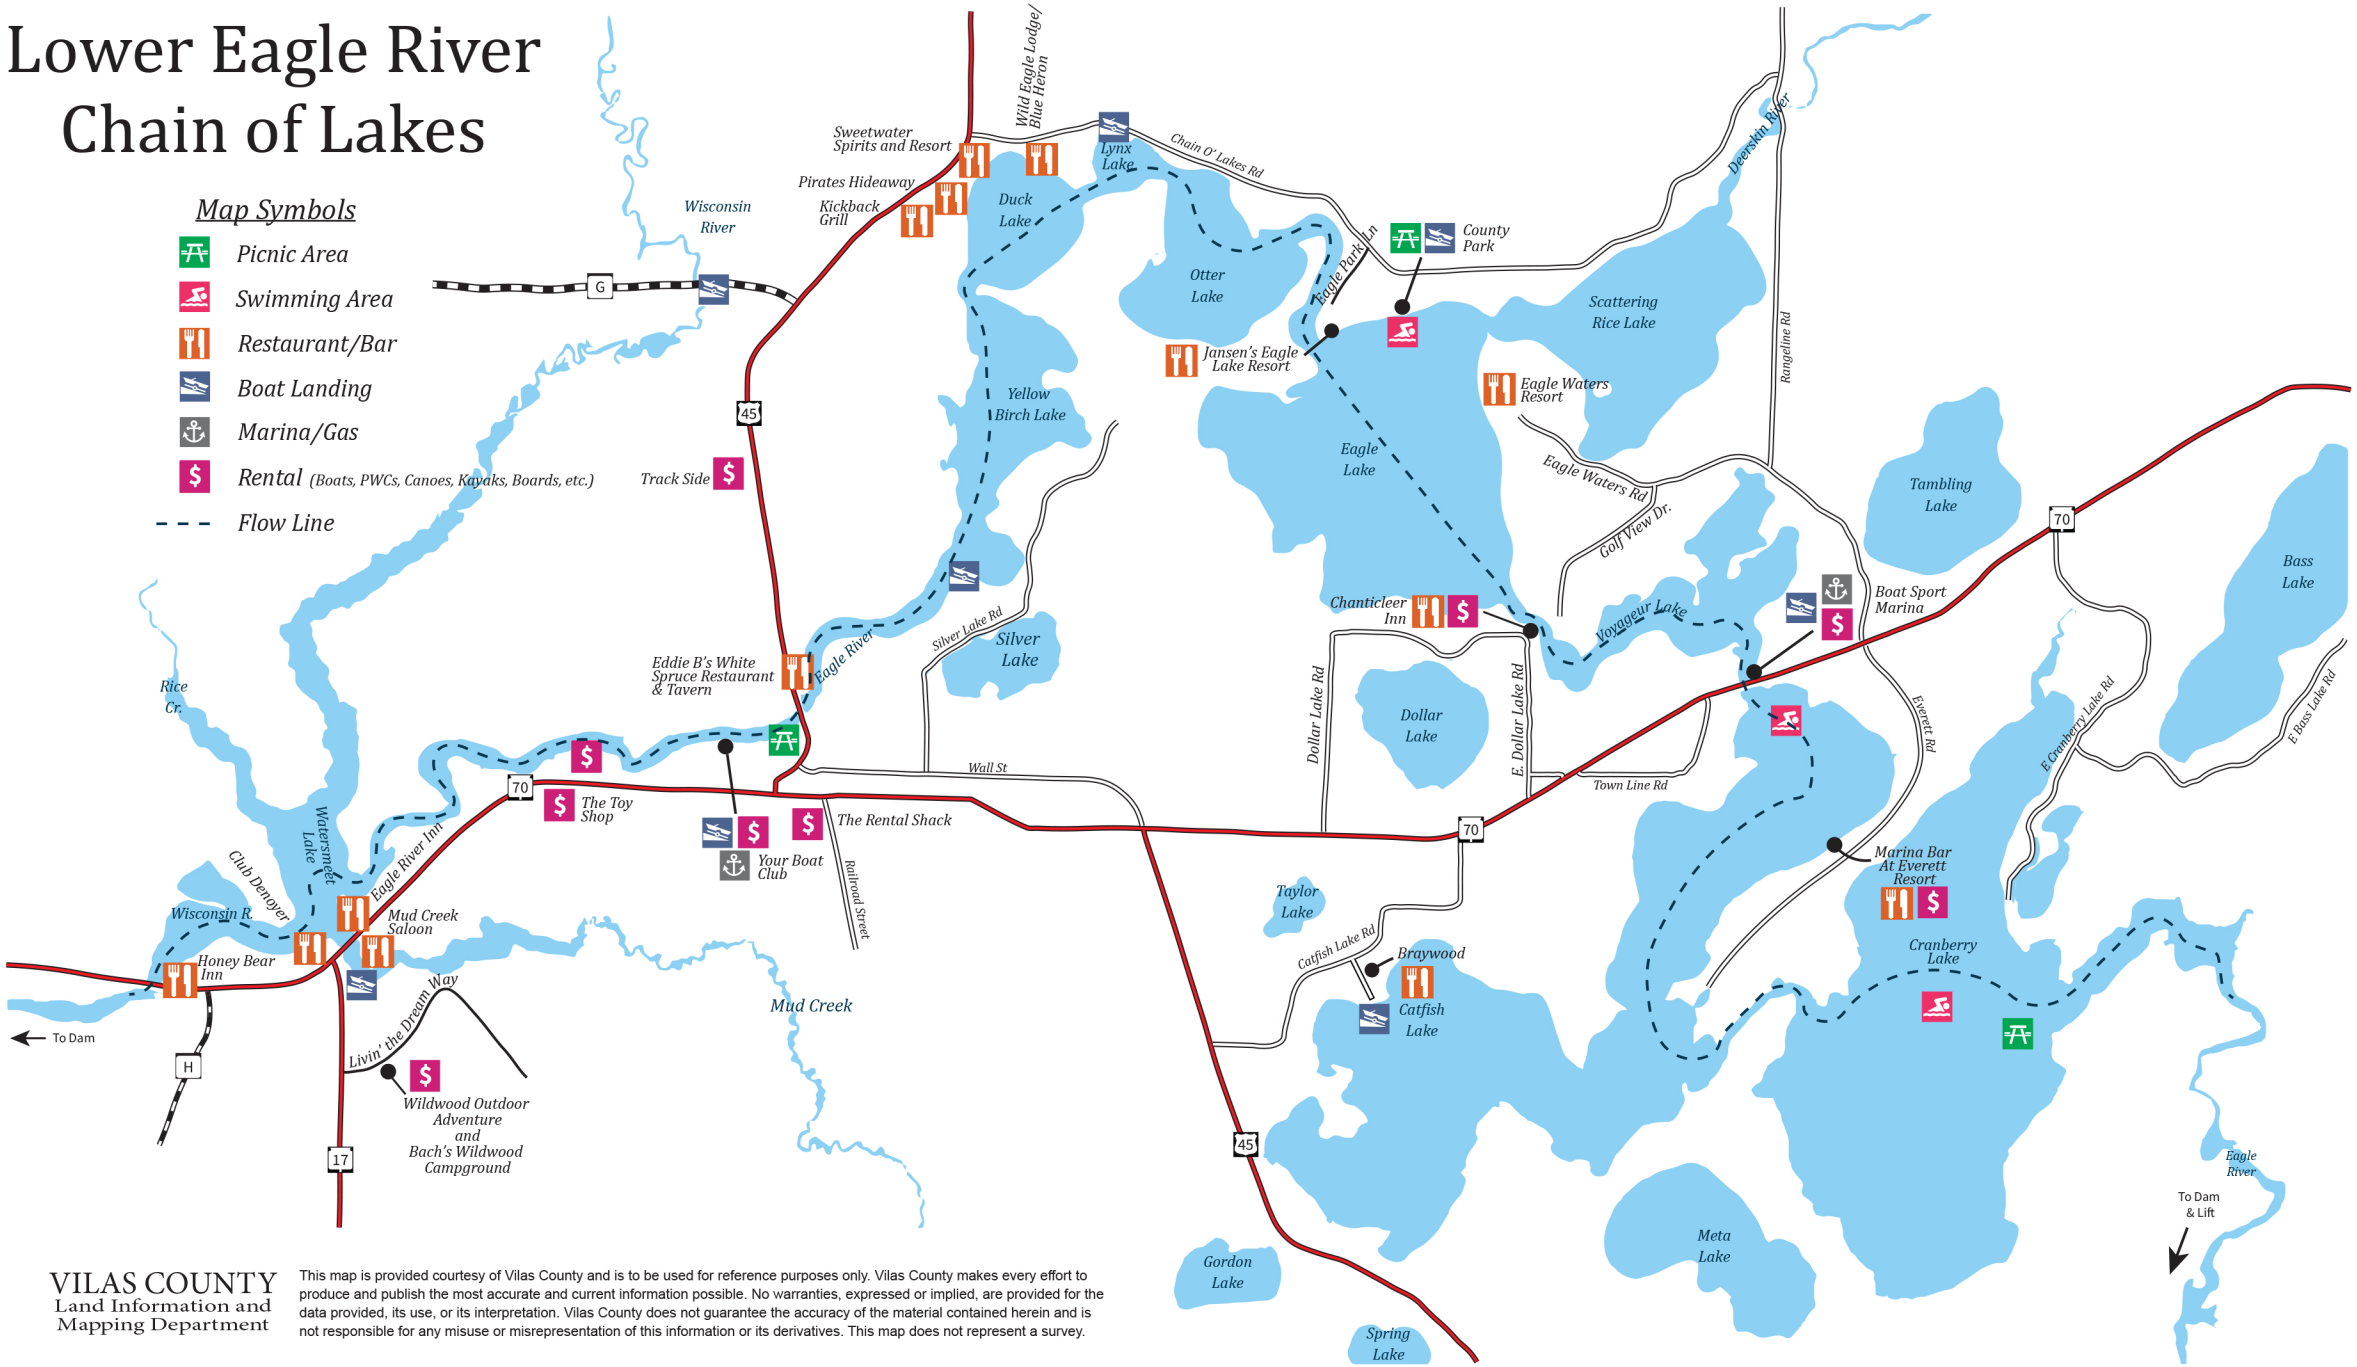 Lower Eagle River
Chain of Lakes
Map Symbols
Picnic Area
Swimming Area
Restaurant/Bar
Boat Landing
Marina/Gas
$ Rental (Boats, PWCs, Canoes, Kayaks, Boards, etc.)
Flow Line
Wisconsin
River
G
45
Track Side $
Sweetwater
Spirits and Resort
Pirates Hideaway
Kickback
Grill
Wild Eagle Lodge/
Blue Heron
Duck
Lake
Lynx
Lake
Chain O' Lakes Rd
Otter
Lake
Eagle Park Ln
County
Park
Deerskin River
Scattering
Rice Lake
Rangeline Rd
Jansen's Eagle
Lake Resort
Eagle Waters
Resort
Yellow
Birch Lake
Eagle
Lake
Eagle Waters Rd
Golf View Dr.
Tambling
Lake
70
Bass
Lake
Boat Sport
Marina
$
Voyageur Lake
Chanticleer
Inn
$
Silver Lake Rd
Silver
Lake
Eddie B's White
Spruce Restaurant
& Tavern
Eagle River
Rice
Cr.
Dollar Lake Rd
Dollar
Lake
E. Dollar Lake Rd
Everett Rd
E Cranberry Lake Rd
E Bass Lake Rd
Wall St
Town Line Rd
70
$
$
The Toy
Shop
$
Your Boat
Club
$
The Rental Shack
Railroad Street
70
Watersmeet
Lake
Eagle River Inn
Club Denoyer
Wisconsin R.
Mud Creek
Saloon
Honey Bear
Inn
Taylor
Lake
Catfish Lake Rd
Braywood
Catfish
Lake
Marina Bar
At Everett
Resort
$
Cranberry
Lake
Mud Creek
To Dam
H
Livin' the Dream Way
$
Wildwood Outdoor
Adventure
and
Bach's Wildwood
Campground
17
45
Eagle
River
To Dam
& Lift
Meta
Lake
Gordon
Lake
Spring
Lake
VILAS COUNTY
Land Information and
Mapping Department
This map is provided courtesy of Vilas County and is to be used for reference purposes only. Vilas County makes every effort to
produce and publish the most accurate and current information possible. No warranties, expressed or implied, are provided for the
data provided, its use, or its interpretation. Vilas County does not guarantee the accuracy of the material contained herein and is
not responsible for any misuse or misrepresentation of this information or its derivatives. This map does not represent a survey.